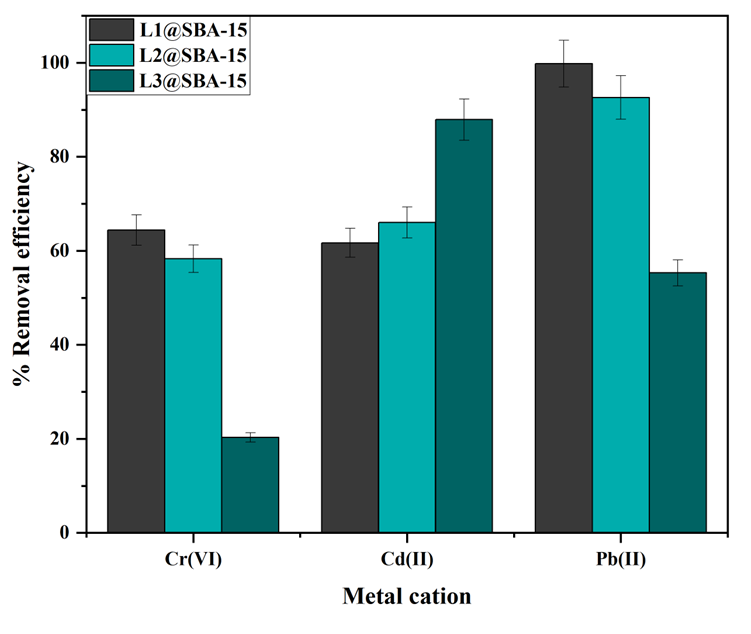 L1@SBA-15
L2@SBA-15
L3@SBA-15
% Removal efficiency
100
80
60
40
20
0
Cr(VI) Cd(II) Pb(II)
Metal cation